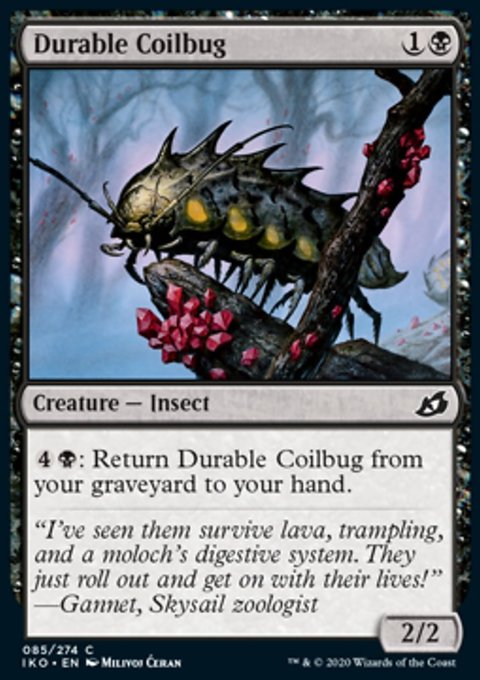 Durable Coilbug 1
Creature — Insect
4 : Return Durable Coilbug from
your graveyard to your hand.
“I’ve seen them survive lava, trampling,
and a moloch’s digestive system. They
just roll out and get on with their lives!”
—Gannet, Skysail zoologist
2/2
085/274 C
IKO • EN Milivoj Ćeran
™ & © 2020 Wizards of the Coast